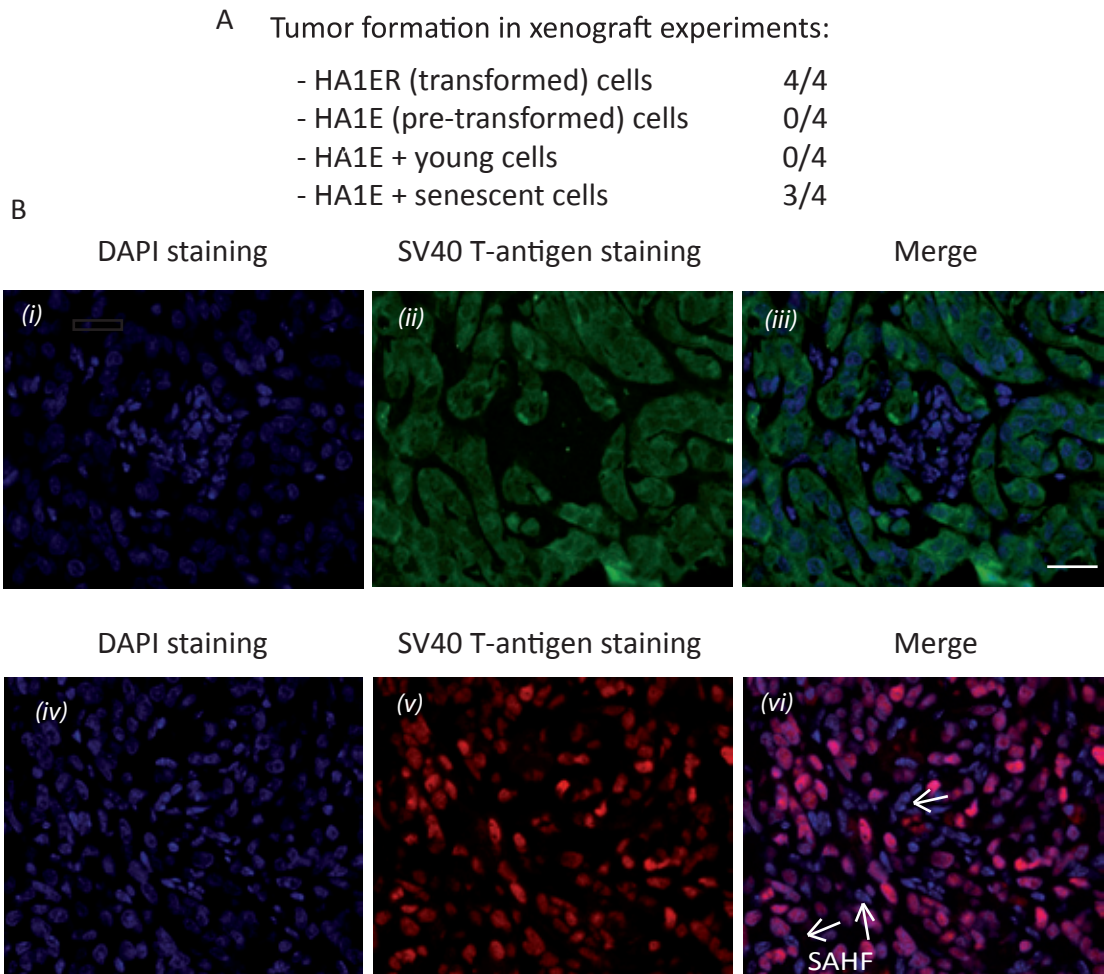 A Tumor formation in xenograft experiments:
- HA1ER (transformed) cells 4/4
- HA1E (pre-transformed) cells 0/4
- HA1E + young cells 0/4
- HA1E + senescent cells 3/4
B
DAPI staining SV40 T-antigen staining Merge
(i) (ii) (iii)
DAPI staining SV40 T-antigen staining Merge
(iv) (v) (vi)
SAHF